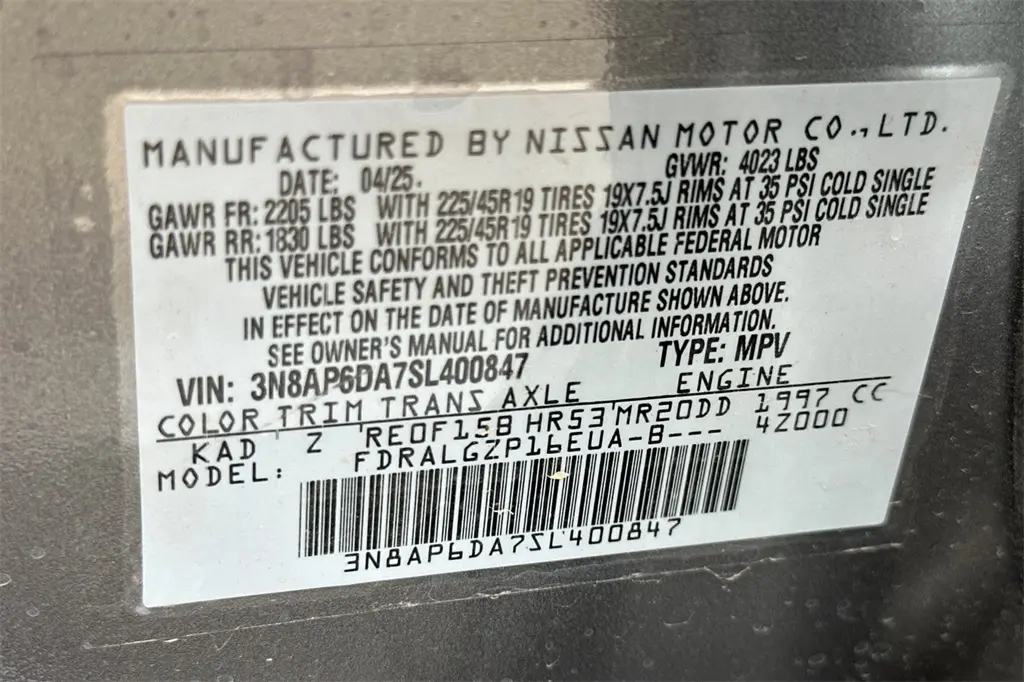 MANUFACTURED BY NISSAN MOTOR CO., LTD.
DATE: 04/25. GVWR: 4023 LBS
GAWR FR: 2205 LBS WITH 225/45R19 TIRES 19X7.5J RIMS AT 35 PSI COLD SINGLE
GAWR RR: 1830 LBS WITH 225/45R19 TIRES 19X7.5J RIMS AT 35 PSI COLD SINGLE
THIS VEHICLE CONFORMS TO ALL APPLICABLE FEDERAL MOTOR
VEHICLE SAFETY AND THEFT PREVENTION STANDARDS
IN EFFECT ON THE DATE OF MANUFACTURE SHOWN ABOVE.
SEE OWNER'S MANUAL FOR ADDITIONAL INFORMATION.
VIN: 3N8AP6DA7SL400847 TYPE: MPV
COLOR TRIM TRANS AXLE ENGINE
KAD Z RE0F15B HR53 MR20DD 1997 CC
MODEL: FDRALGZP16EUA-B--- 4Z000
3N8AP6DA7SL400847